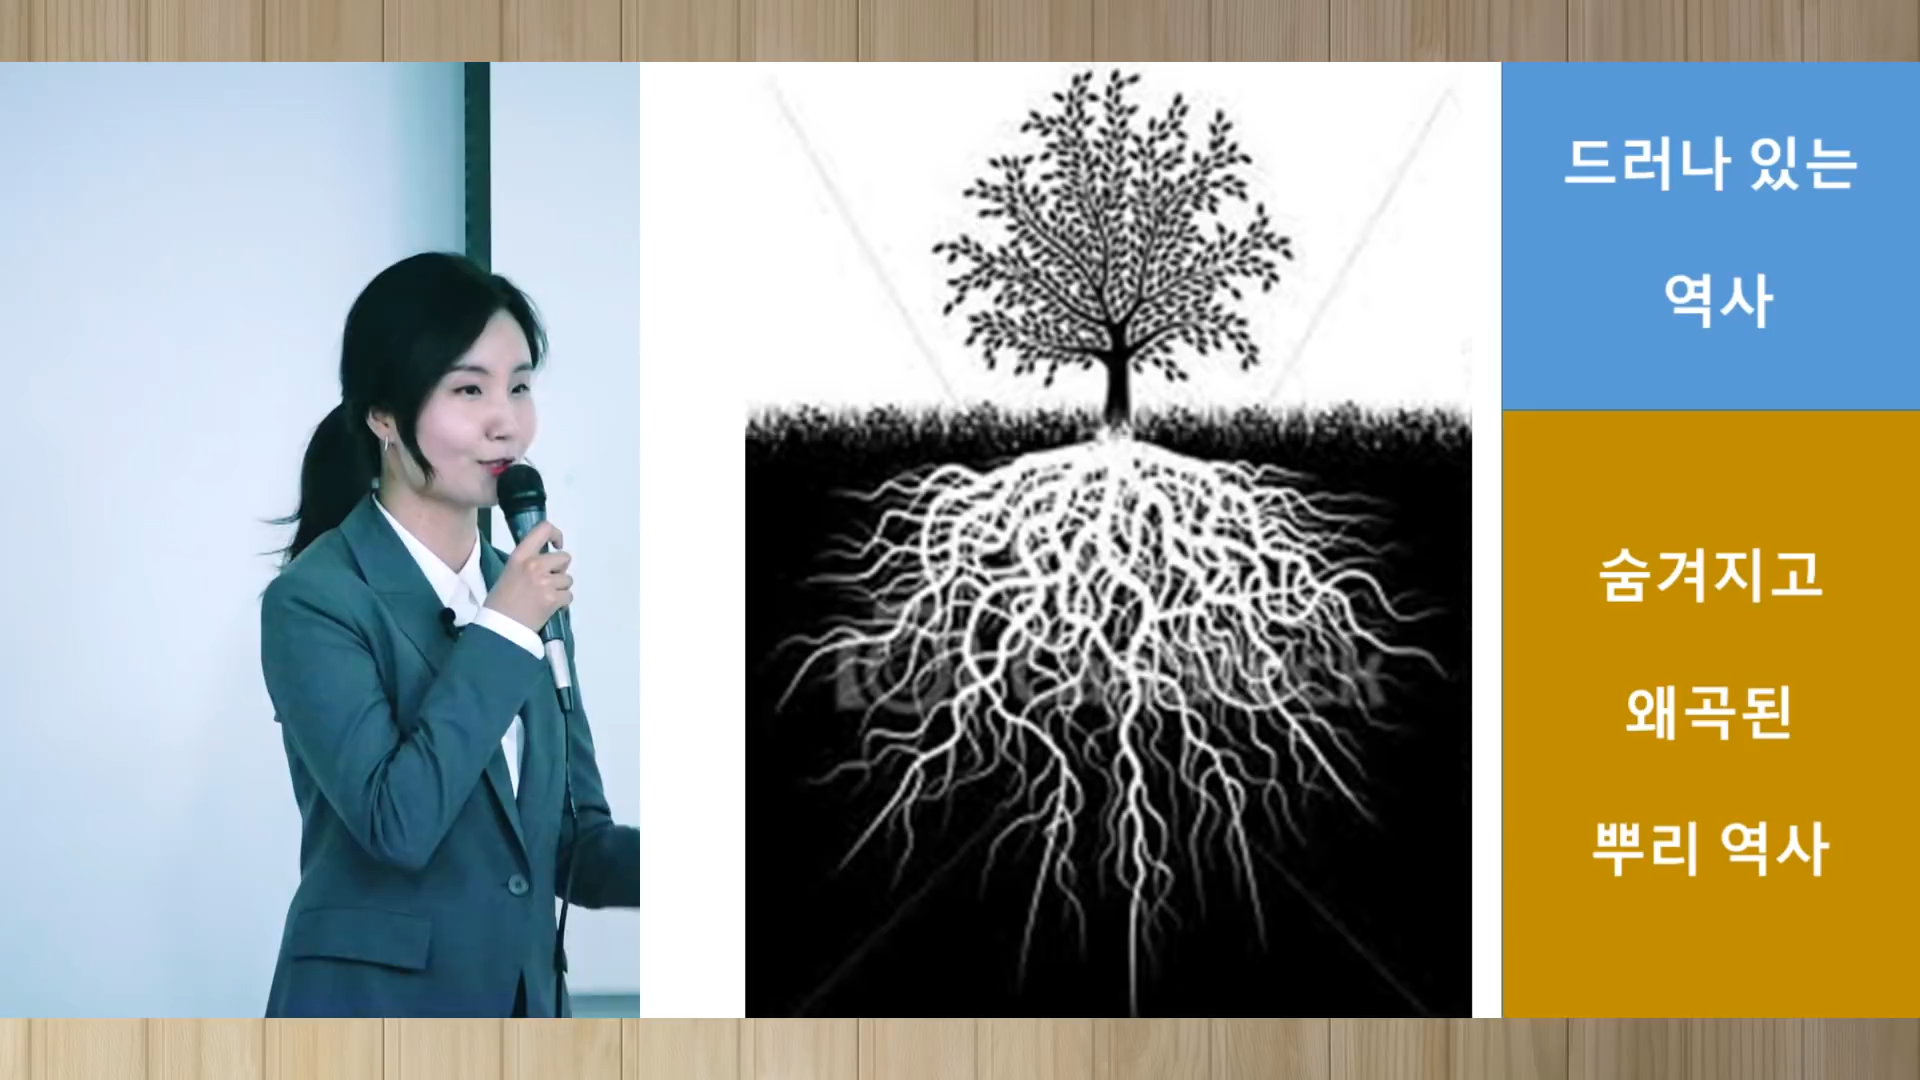 드러나 있는
역사
숨겨지고
왜곡된
뿌리 역사